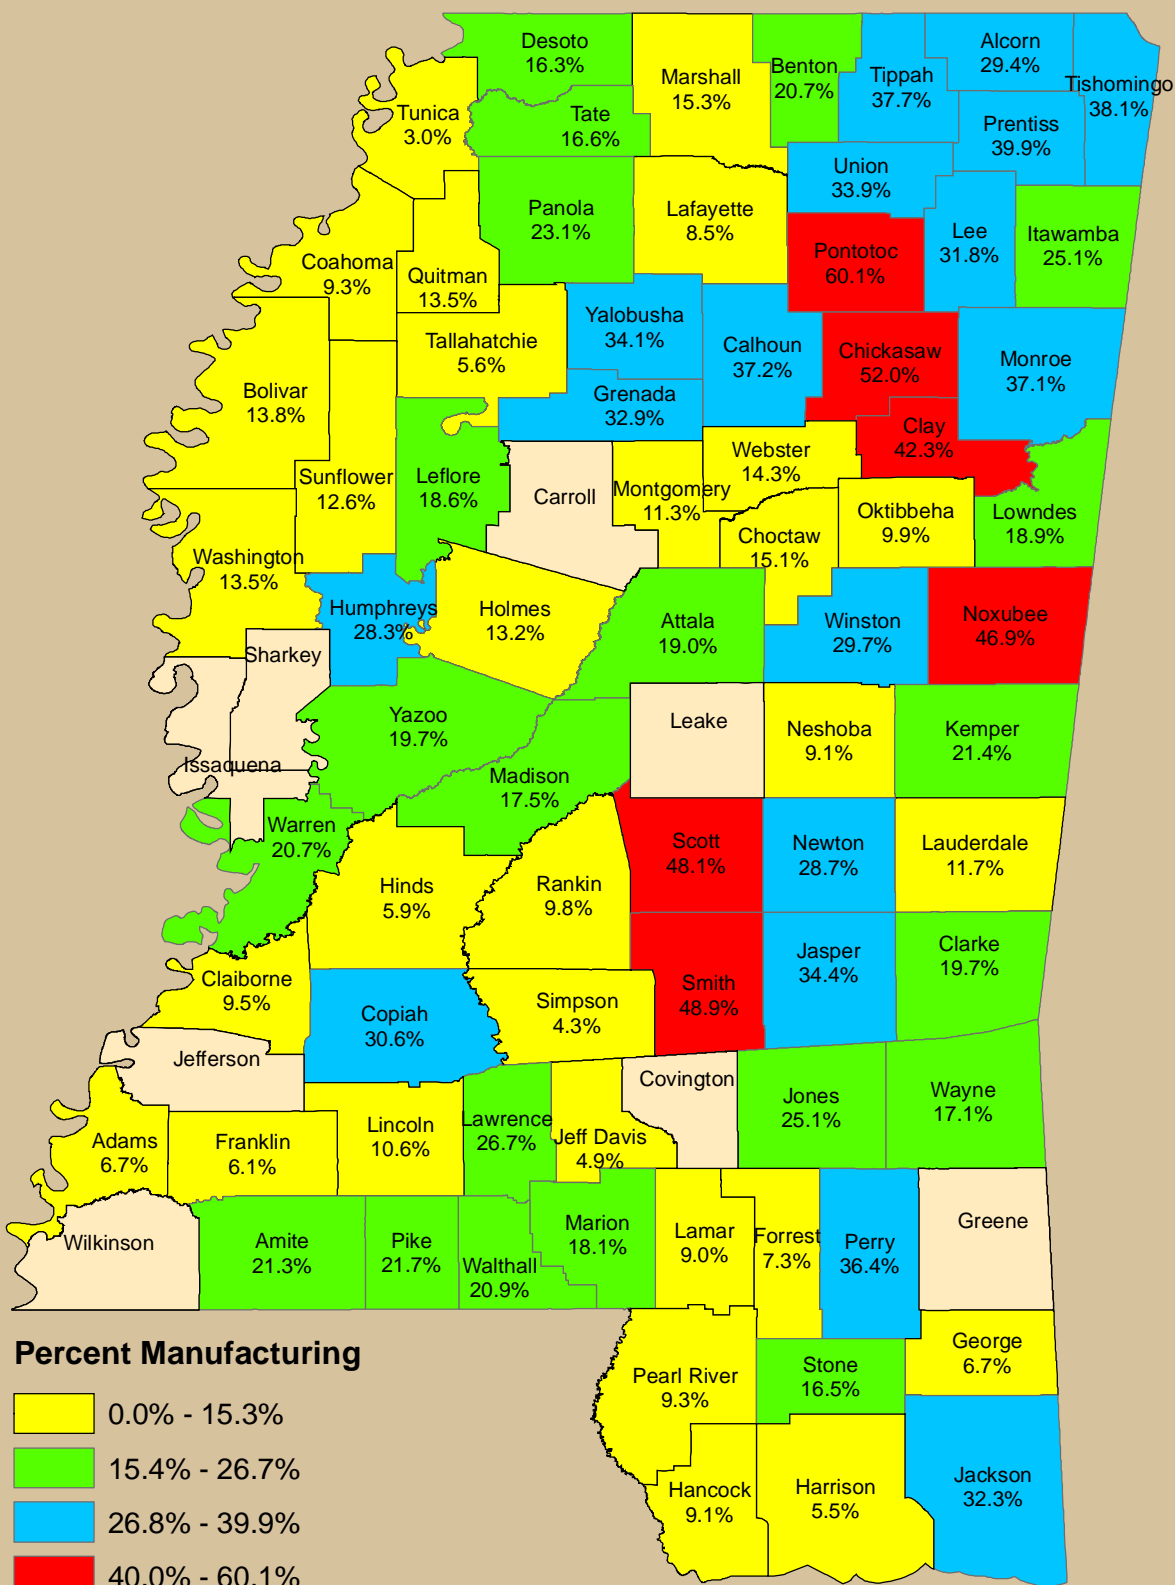 Desoto
16.3%
Marshall
15.3%
Benton
20.7%
Tippah
37.7%
Alcorn
29.4%
Tishomingo
38.1%
Tunica
3.0%
Tate
16.6%
Prentiss
39.9%
Union
33.9%
Panola
23.1%
Lafayette
8.5%
Pontotoc
60.1%
Lee
31.8%
Itawamba
25.1%
Coahoma
9.3%
Quitman
13.5%
Tallahatchie
5.6%
Yalobusha
34.1%
Calhoun
37.2%
Chickasaw
52.0%
Monroe
37.1%
Bolivar
13.8%
Grenada
32.9%
Clay
42.3%
Sunflower
12.6%
Leflore
18.6%
Carroll
Montgomery
11.3%
Webster
14.3%
Choctaw
15.1%
Oktibbeha
9.9%
Lowndes
18.9%
Washington
13.5%
Humphreys
28.3%
Holmes
13.2%
Attala
19.0%
Winston
29.7%
Noxubee
46.9%
Sharkey
Yazoo
19.7%
Leake
Neshoba
9.1%
Kemper
21.4%
Issaquena
Madison
17.5%
Warren
20.7%
Hinds
5.9%
Rankin
9.8%
Scott
48.1%
Newton
28.7%
Lauderdale
11.7%
Claiborne
9.5%
Copiah
30.6%
Simpson
4.3%
Smith
48.9%
Jasper
34.4%
Clarke
19.7%
Jefferson
Covington
Jones
25.1%
Wayne
17.1%
Adams
6.7%
Franklin
6.1%
Lincoln
10.6%
Lawrence
26.7%
Jeff Davis
4.9%
Wilkinson
Amite
21.3%
Pike
21.7%
Walthall
20.9%
Marion
18.1%
Lamar
9.0%
Forrest
7.3%
Perry
36.4%
Greene
Pearl River
9.3%
Stone
16.5%
George
6.7%
Hancock
9.1%
Harrison
5.5%
Jackson
32.3%
Percent Manufacturing
0.0% - 15.3%
15.4% - 26.7%
26.8% - 39.9%
40.0% - 60.1%